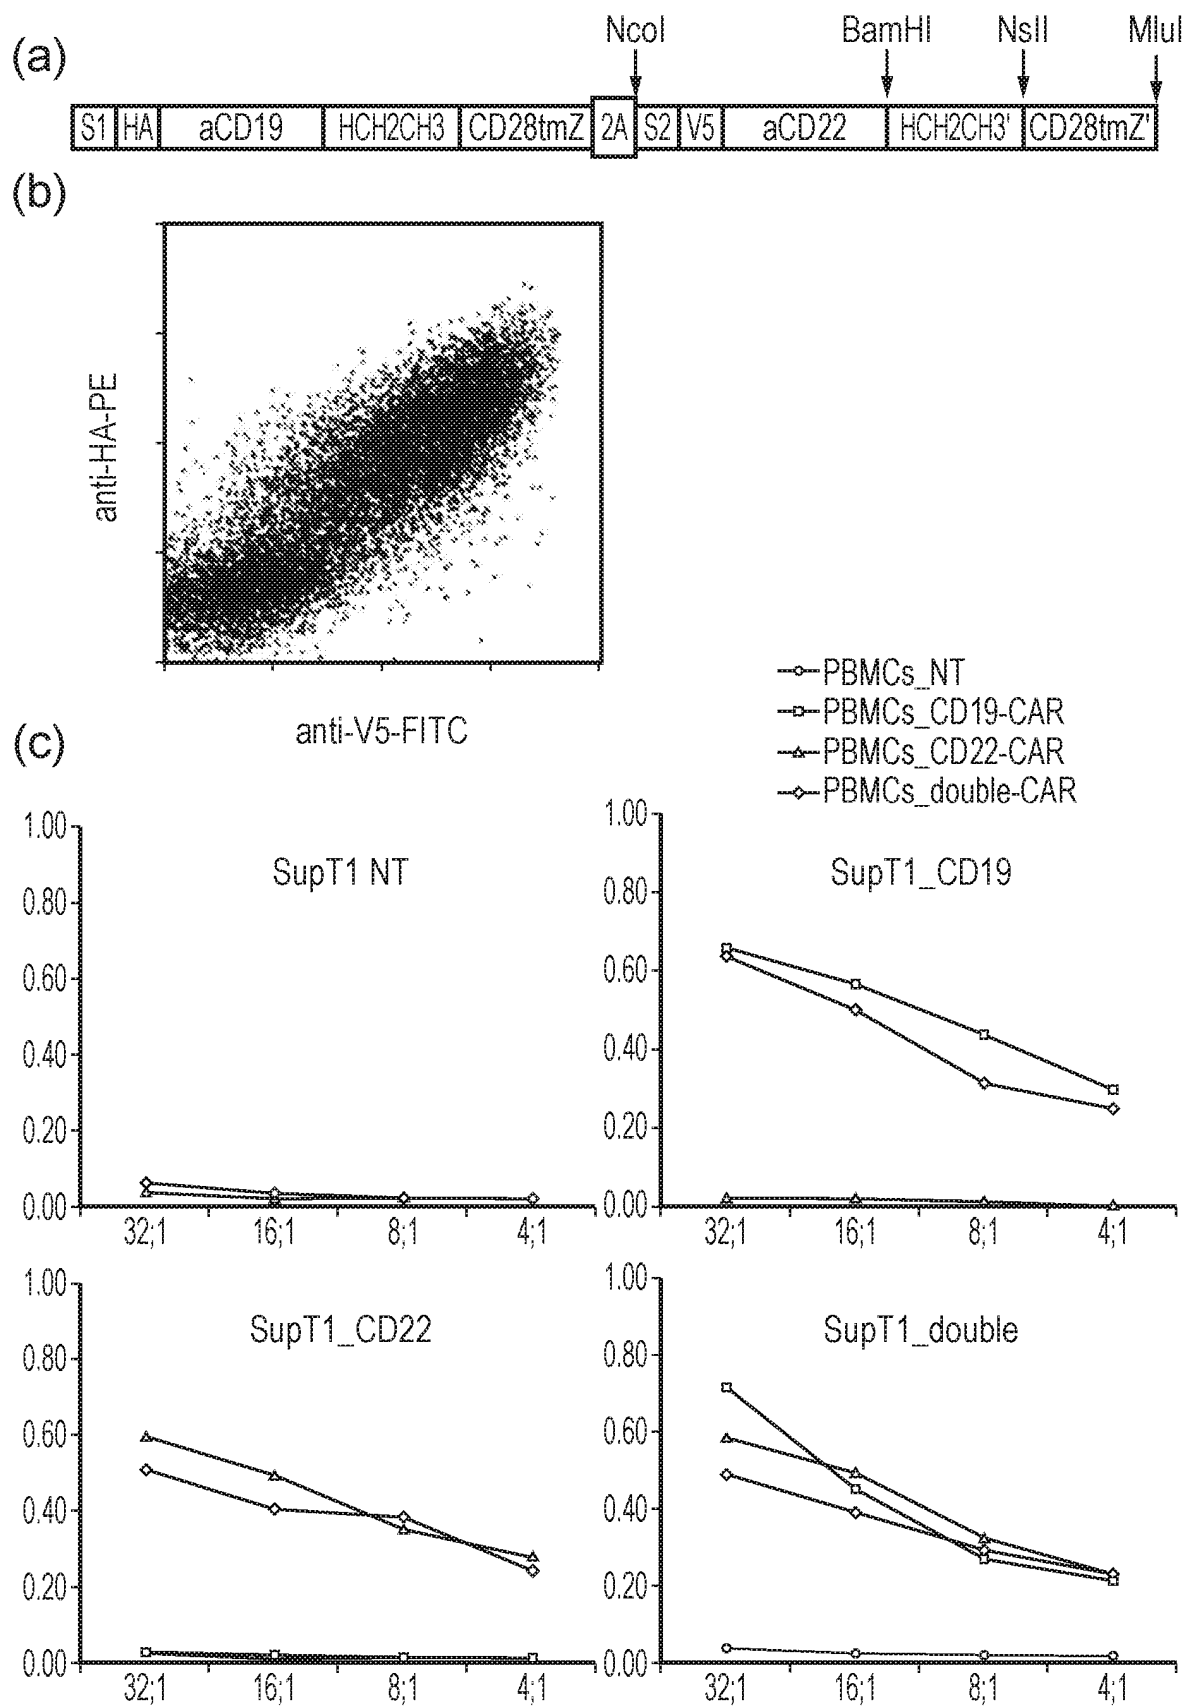 (a)
NcoI BamHI NsII MluI
S1 HA aCD19 HCH2CH3 CD28tmZ 2A S2 V5 aCD22 HCH2CH3' CD28tmZ'
(b)
anti-HA-PE
anti-V5-FITC
(c)
PBMCs_NT
PBMCs_CD19-CAR
PBMCs_CD22-CAR
PBMCs_double-CAR
SupT1 NT
1.00
0.80
0.60
0.40
0.20
0.00
32;1 16;1 8;1 4;1
SupT1_CD19
1.00
0.80
0.60
0.40
0.20
0.00
32;1 16;1 8;1 4;1
SupT1_CD22
1.00
0.80
0.60
0.40
0.20
0.00
32;1 16;1 8;1 4;1
SupT1_double
1.00
0.80
0.60
0.40
0.20
0.00
32;1 16;1 8;1 4;1